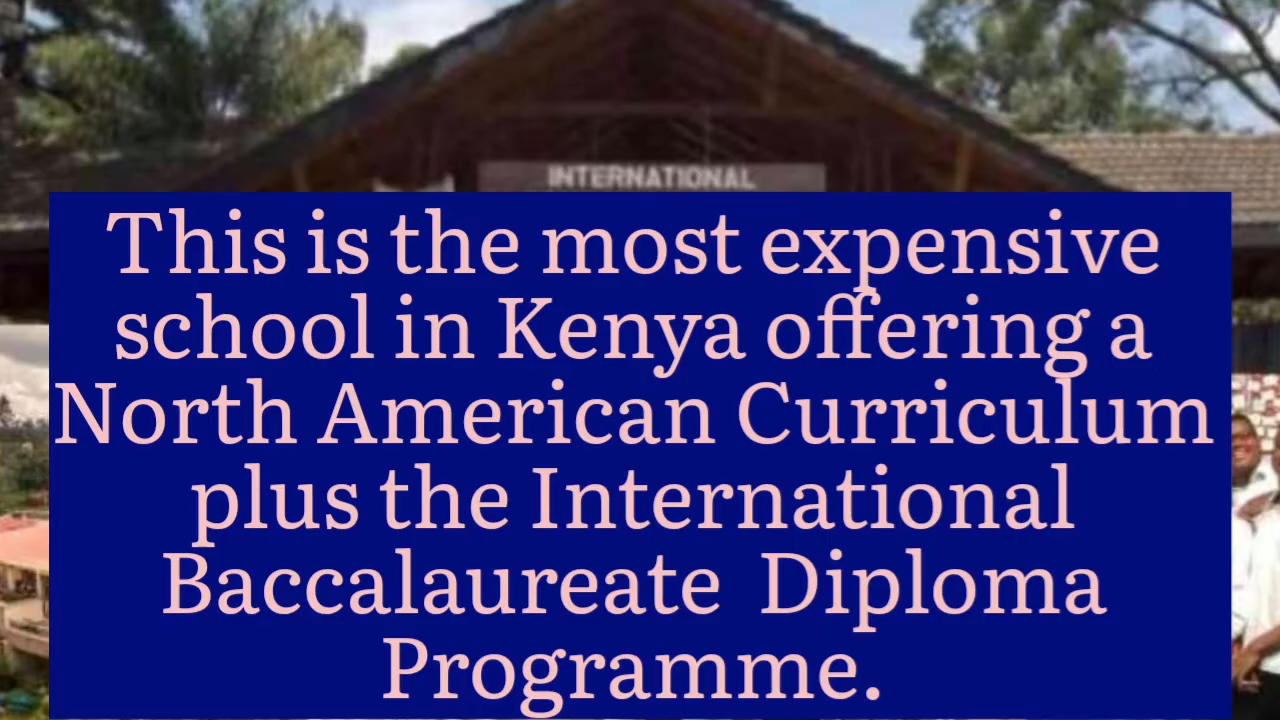 INTERNATIONAL
This is the most expensive
school in Kenya offering a
North American Curriculum
plus the International
Baccalaureate Diploma
Programme.